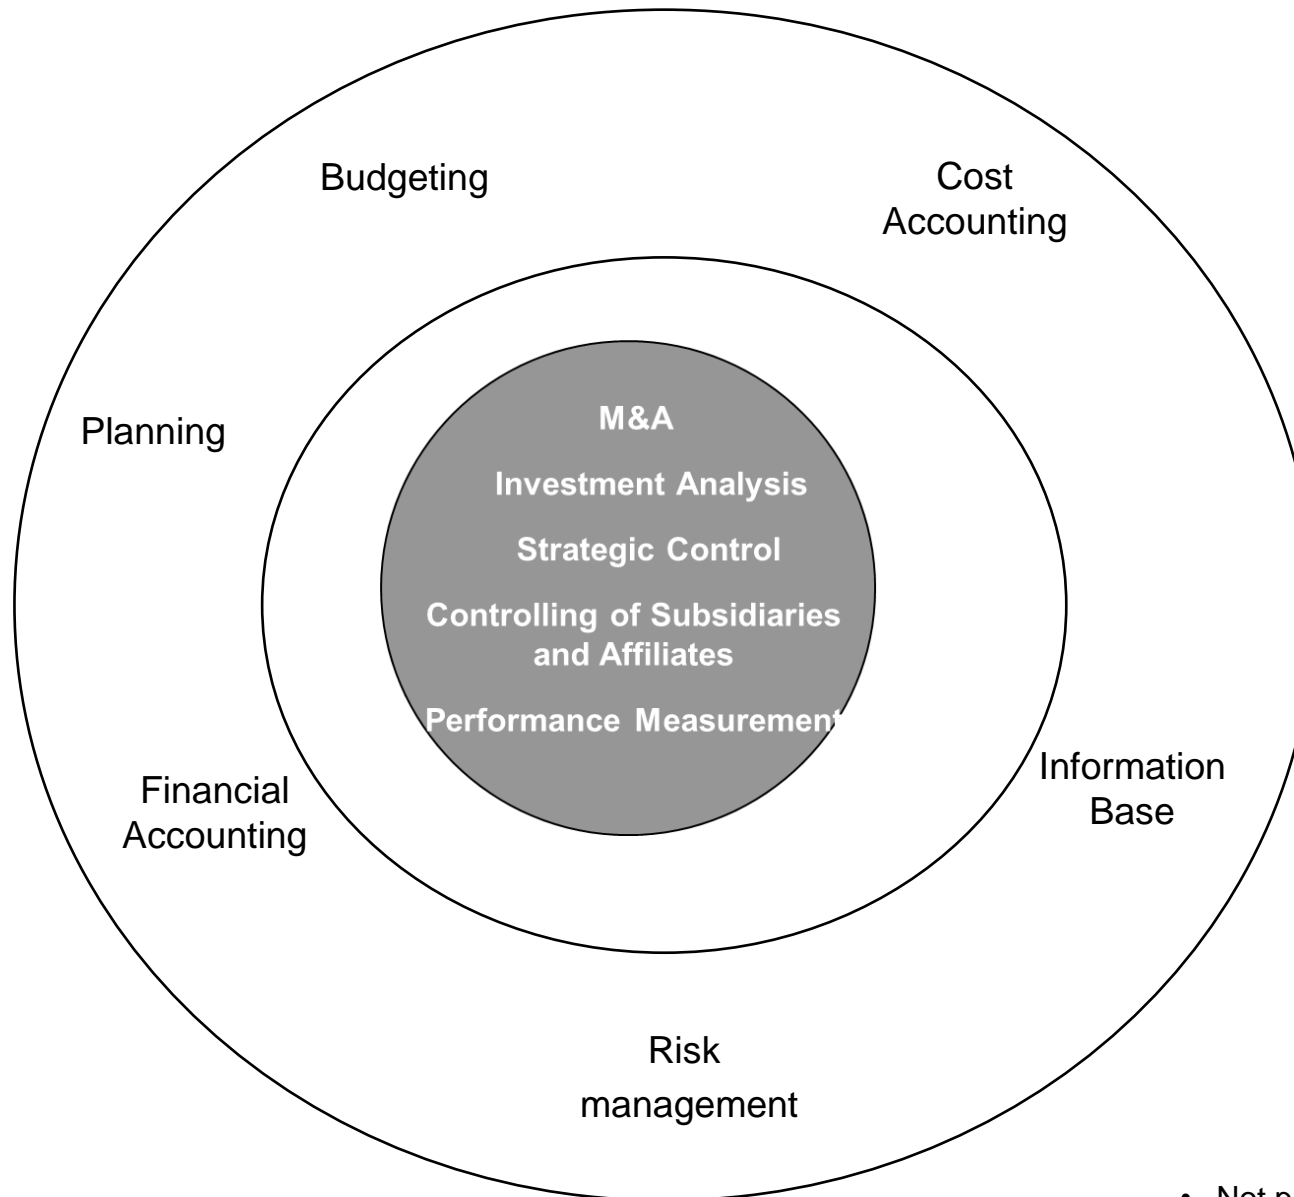 Budgeting
Cost
Accounting
Planning
M&A
Investment Analysis
Strategic Control
Controlling of Subsidiaries
and Affiliates
Performance Measurement
Financial
Accounting
Information
Base
Risk
management
• Not